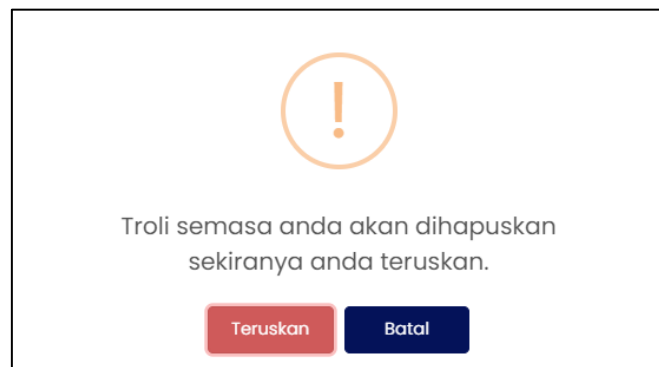 Troli semasa anda akan dihapuskan
sekiranya anda teruskan.
Teruskan
Batal